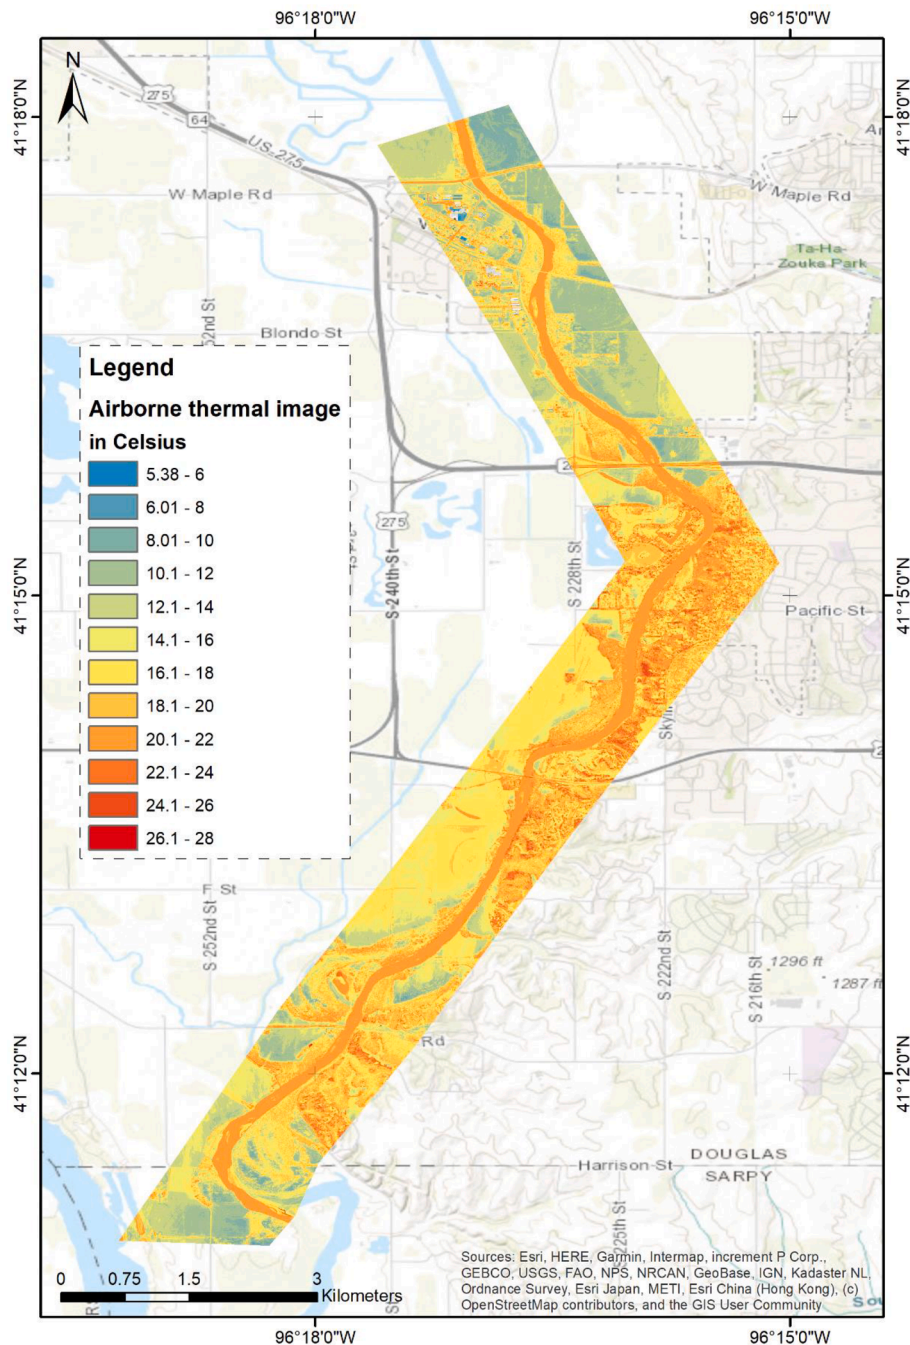 96°18'0"W 96°15'0"W
N
41°18'0"N 41°18'0"N
275
64
US-275
W Maple Rd
W Maple Rd
Ta-Ha-
Zouka Park
Blondo St
Legend
Airborne thermal image
in Celsius
5.38 - 6
6.01 - 8
8.01 - 10
10.1 - 12
12.1 - 14
14.1 - 16
16.1 - 18
18.1 - 20
20.1 - 22
22.1 - 24
24.1 - 26
26.1 - 28
275
S 240th St
S 228th St
41°15'0"N 41°15'0"N
Pacific St
F St
S 252nd St
S 222nd St
S 216th St
1296 ft
1287 ft
Rd
41°12'0"N 41°12'0"N
DOUGLAS
Harrison St
SARPY
S 225th St
Sources: Esri, HERE, Garmin, Intermap, increment P Corp.,
GEBCO, USGS, FAO, NPS, NRCAN, GeoBase, IGN, Kadaster NL,
Ordnance Survey, Esri Japan, METI, Esri China (Hong Kong), (c)
OpenStreetMap contributors, and the GIS User Community
0 0.75 1.5 3
Kilometers
96°18'0"W 96°15'0"W